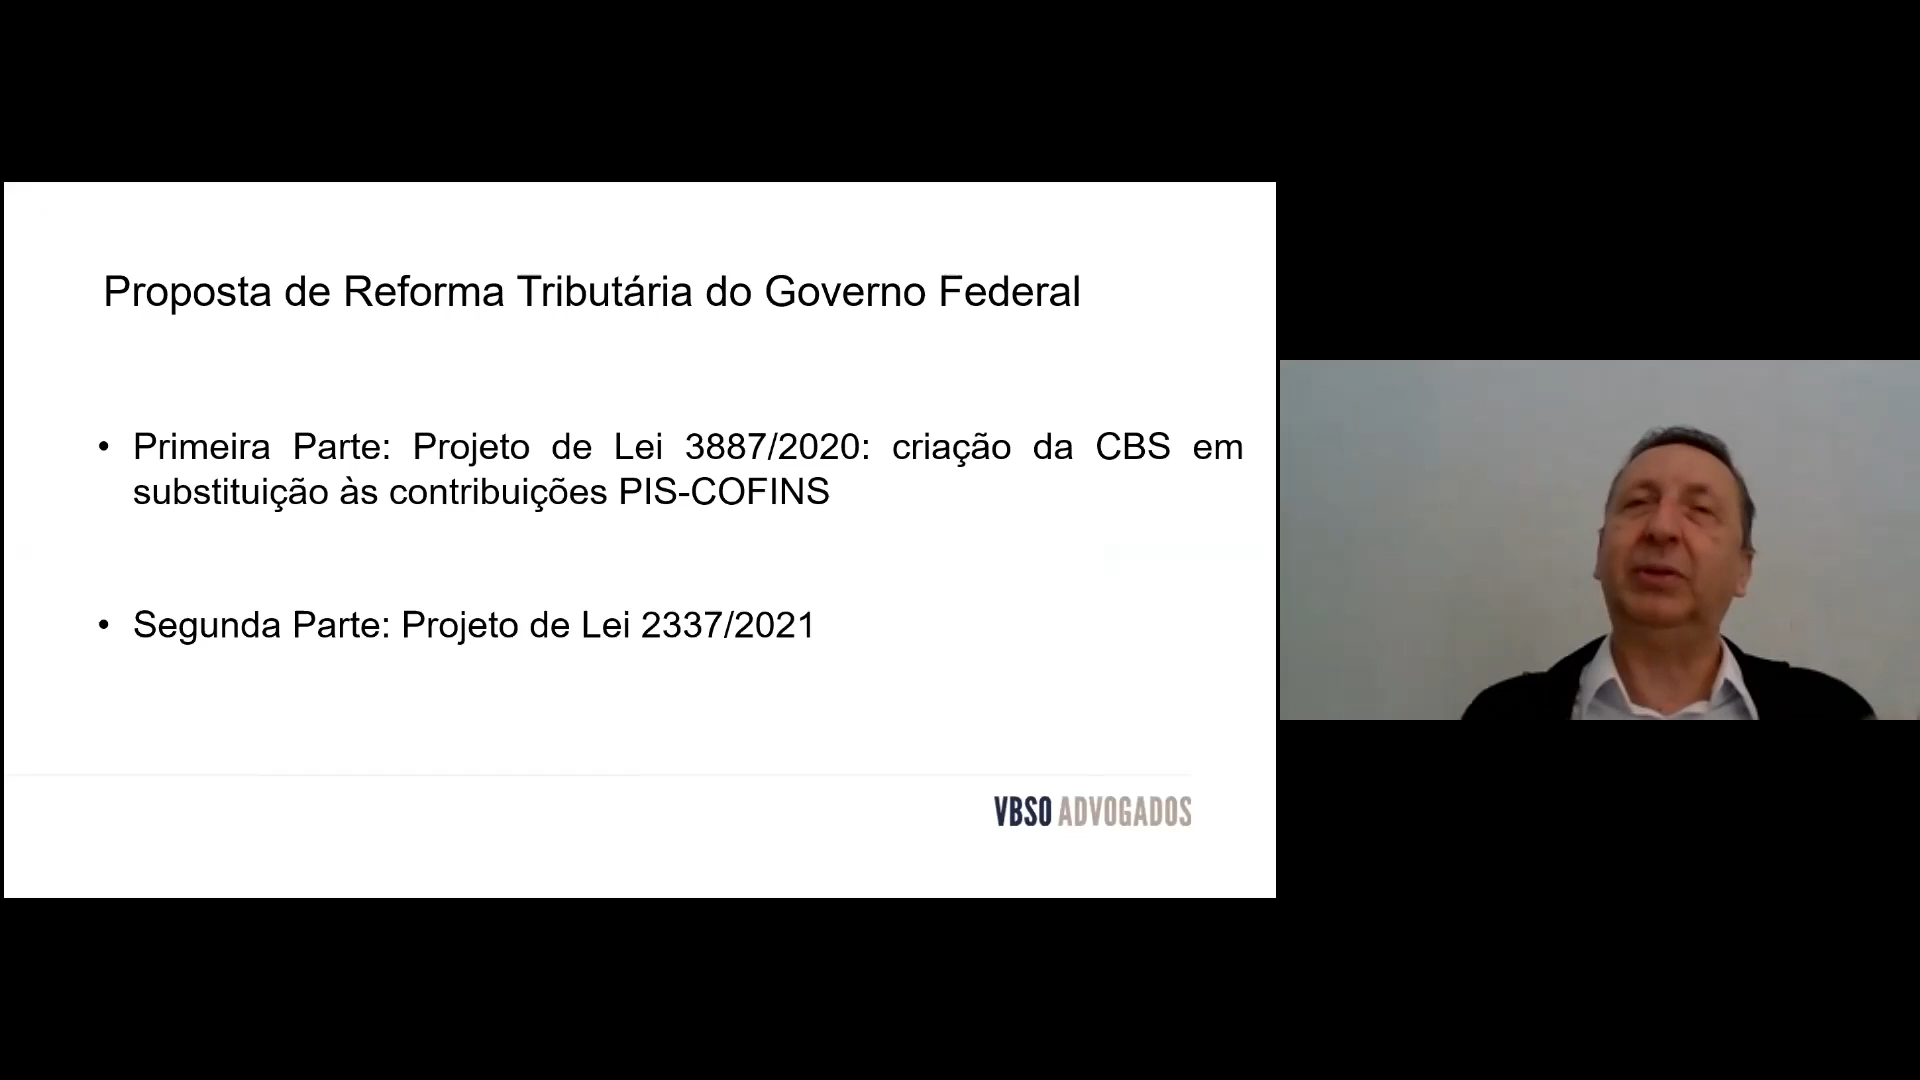 Proposta de Reforma Tributária do Governo Federal
• Primeira Parte: Projeto de Lei 3887/2020: criação da CBS em
substituição às contribuições PIS-COFINS
• Segunda Parte: Projeto de Lei 2337/2021
VBSO ADVOGADOS